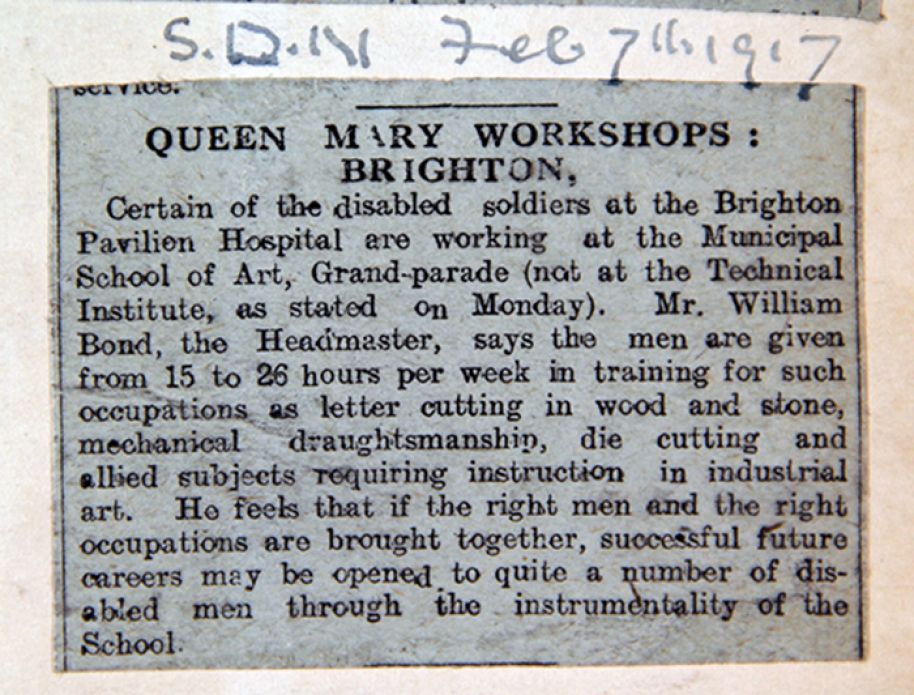 S.D.N Feb 7th. 1917
service.
QUEEN MARY WORKSHOPS :
BRIGHTON,
Certain of the disabled soldiers at the Brighton
Pavilion Hospital are working at the Municipal
School of Art, Grand-parade (not at the Technical
Institute, as stated on Monday). Mr. William
Bond, the Headmaster, says the men are given
from 15 to 26 hours per week in training for such
occupations as letter cutting in wood and stone,
mechanical draughtsmanship, die cutting and
allied subjects requiring instruction in industrial
art. He feels that if the right men and the right
occupations are brought together, successful future
careers may be opened to quite a number of dis-
abled men through the instrumentality of the
School.